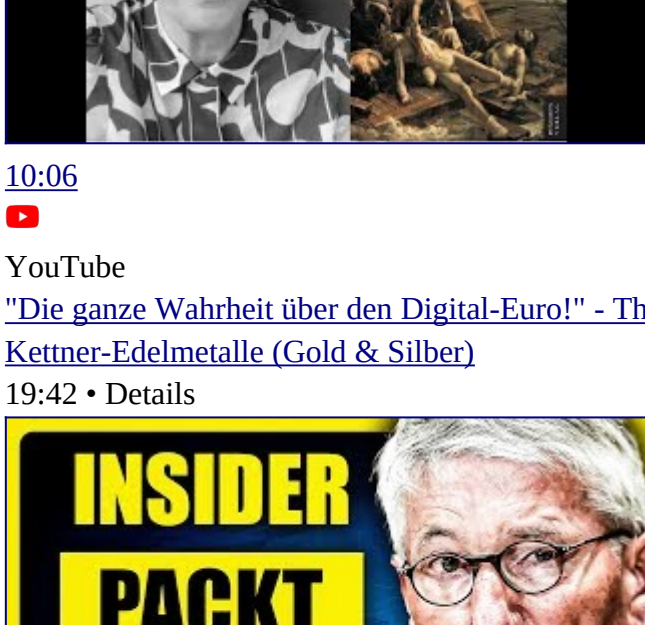 10:06
YouTube
"Die ganze Wahrheit über den Digital-Euro!" - Th
Kettner-Edelmetalle (Gold & Silber)
19:42 • Details
INSIDER
PACKT